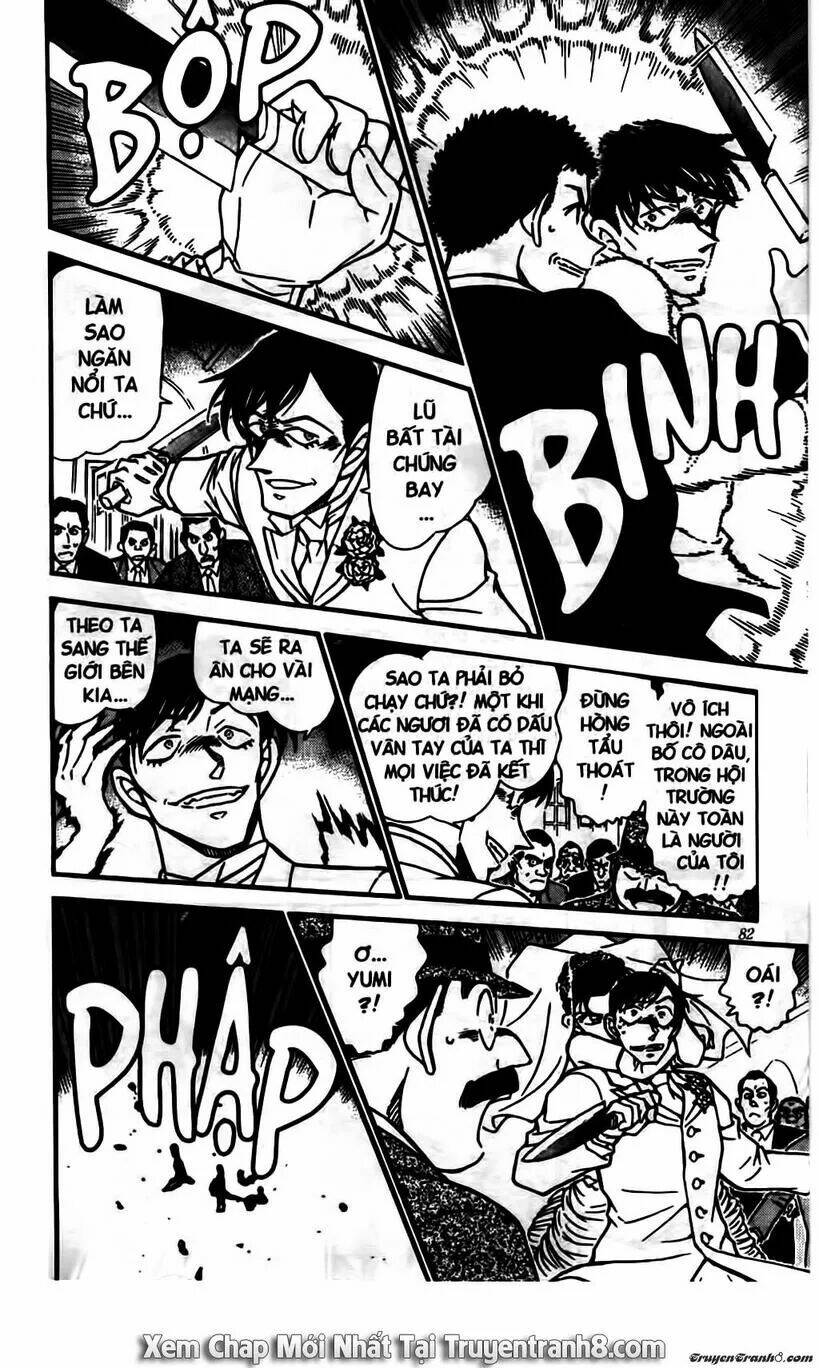 BINH
BỘP
LŨ
BẤT TÀI
CHÚNG
BAY
...
LÀM
SAO
NGĂN
NỔI TA
CHỨ...
VÔ ÍCH
THÔI! NGOÀI
BỐ CÔ DÂU,
TRONG HỘI
TRƯỜNG
NÀY TOÀN
LÀ NGƯỜI
CỦA TÔI
!!
ĐỪNG
HÒNG
TẨU
THOÁT
!
SAO TA PHẢI BỎ
CHẠY CHỨ?! MỘT KHI
CÁC NGƯƠI ĐÃ CÓ DẤU
VÂN TAY CỦA TA THÌ
MỌI VIỆC ĐÃ KẾT
THÚC!
TA SẼ RA
ÂN CHO VÀI
MẠNG...
THEO TA
SANG THẾ
GIỚI BÊN
KIA...
82
OÁI
?!
Ơ...
YUMI
?!
PHẬP
Xem Chap Mới Nhất Tại Truyentranh8.com
TruyenTranh8.com